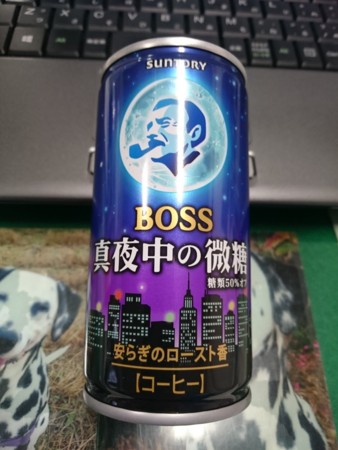 SUNTORY
BOSS
真夜中の微糖
糖類50%オフ
安らぎのロースト香
【コーヒー】